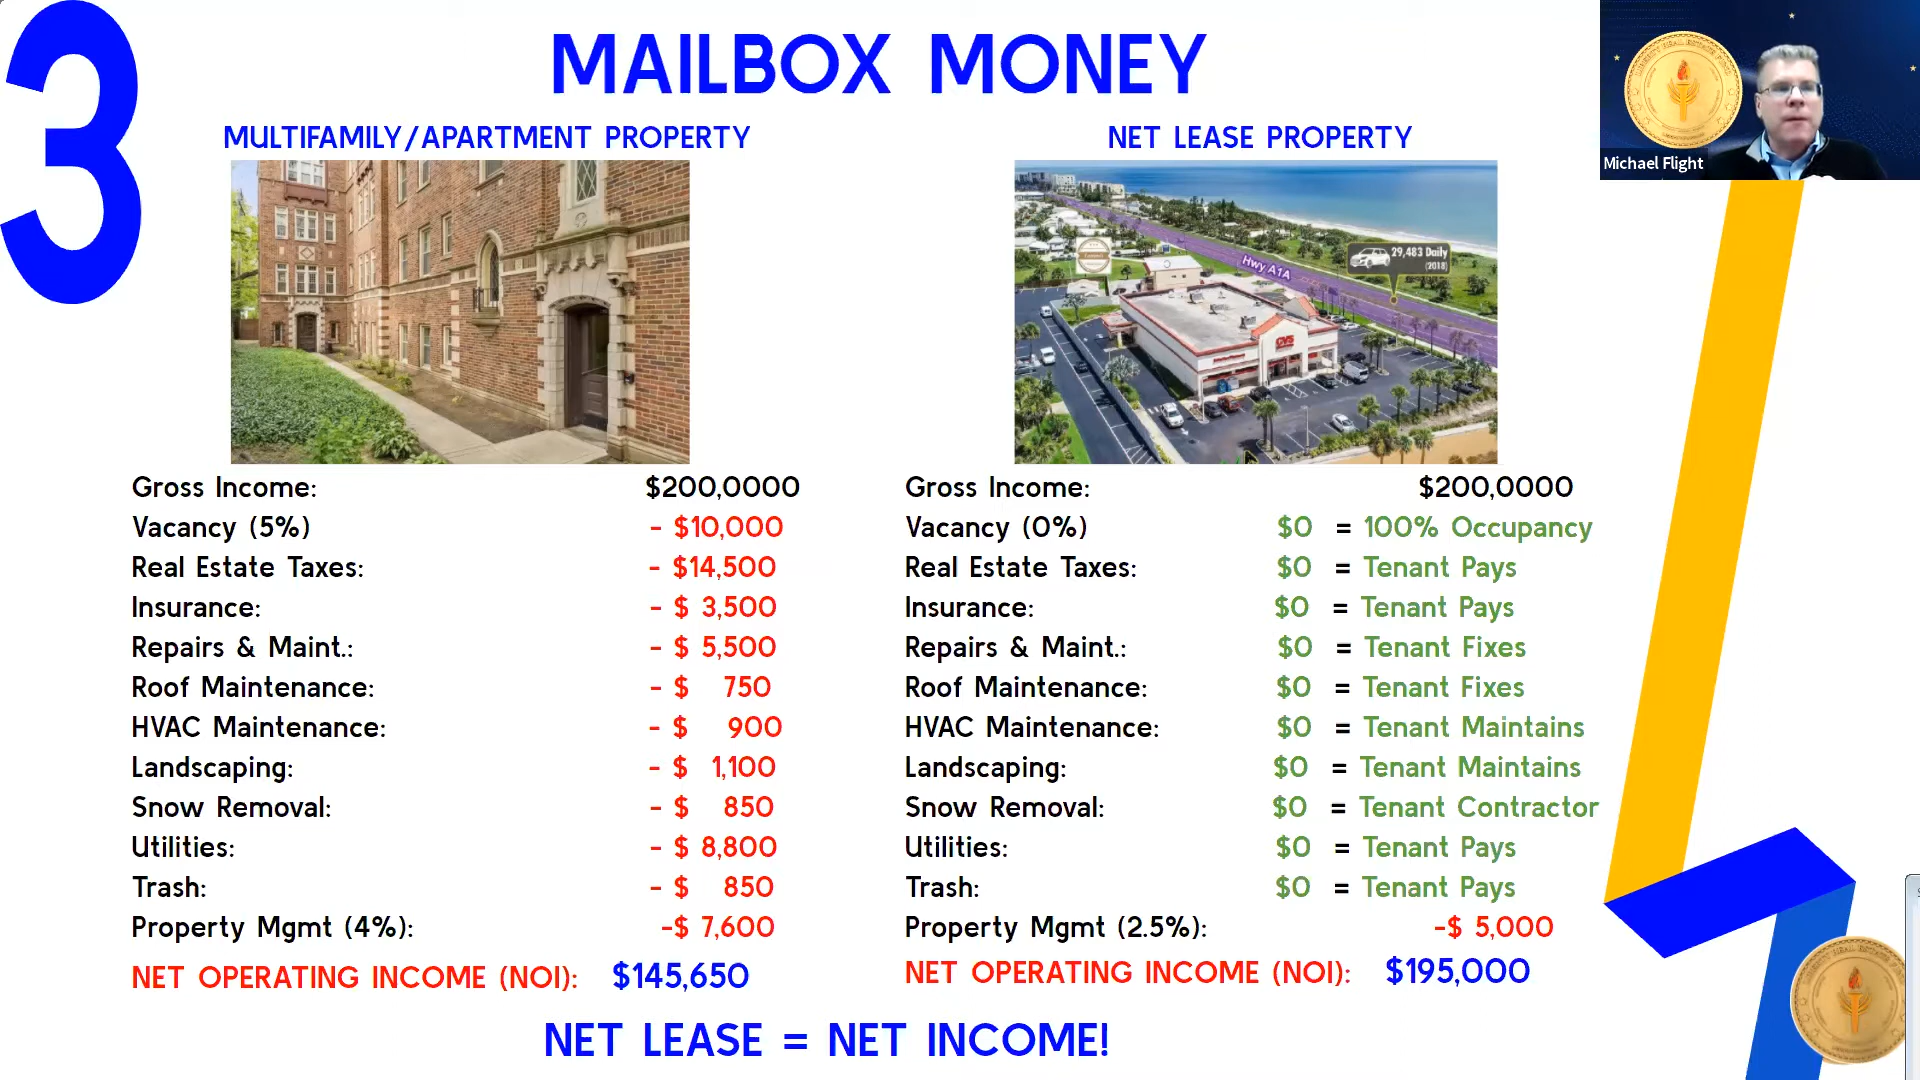 3
MAILBOX MONEY
Michael Flight
MULTIFAMILY/APARTMENT PROPERTY
NET LEASE PROPERTY
Hwy A1A
29,483 Daily
(2018)
CVS
Gross Income: $200,0000
Vacancy (5%) - $10,000
Real Estate Taxes: - $14,500
Insurance: - $ 3,500
Repairs & Maint.: - $ 5,500
Roof Maintenance: - $ 750
HVAC Maintenance: - $ 900
Landscaping: - $ 1,100
Snow Removal: - $ 850
Utilities: - $ 8,800
Trash: - $ 850
Property Mgmt (4%): -$ 7,600
NET OPERATING INCOME (NOI): $145,650
Gross Income: $200,0000
Vacancy (0%) $0 = 100% Occupancy
Real Estate Taxes: $0 = Tenant Pays
Insurance: $0 = Tenant Pays
Repairs & Maint.: $0 = Tenant Fixes
Roof Maintenance: $0 = Tenant Fixes
HVAC Maintenance: $0 = Tenant Maintains
Landscaping: $0 = Tenant Maintains
Snow Removal: $0 = Tenant Contractor
Utilities: $0 = Tenant Pays
Trash: $0 = Tenant Pays
Property Mgmt (2.5%): -$ 5,000
NET OPERATING INCOME (NOI): $195,000
NET LEASE = NET INCOME!